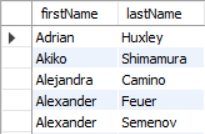 firstName lastName
Adrian Huxley
Akiko Shimamura
Alejandra Camino
Alexander Feuer
Alexander Semenov